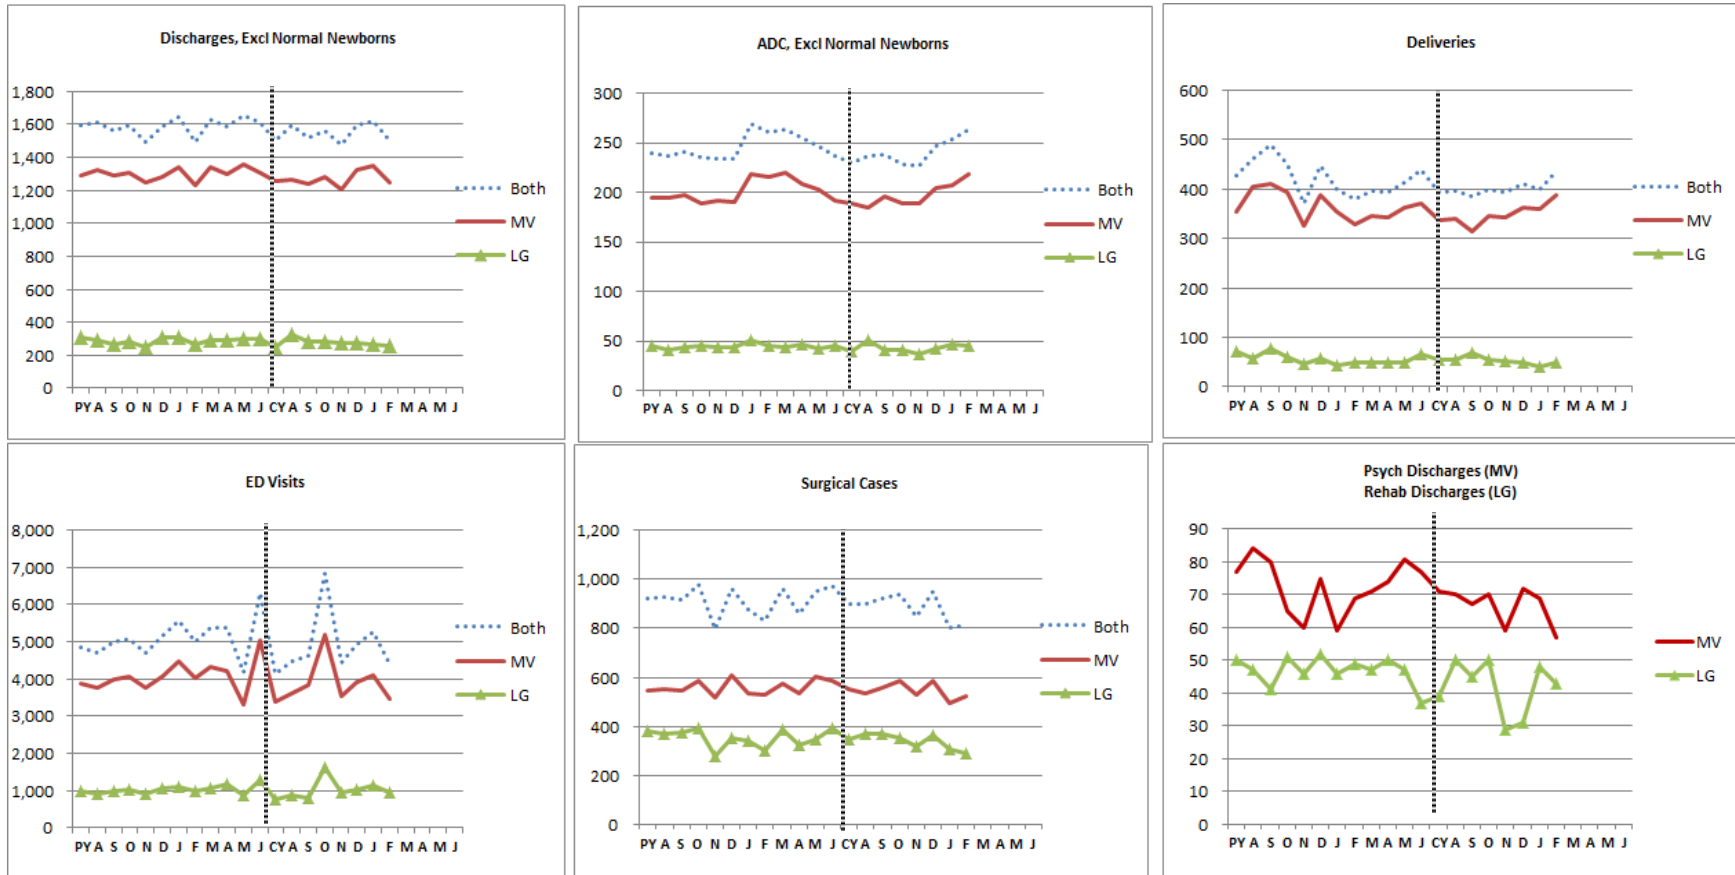 Discharges, Excl Normal Newborns
1,800
1,600
1,400
1,200
1,000
800
600
400
200
0
PY A S O N D J F M A M J CY A S O N D J F M A M J
Both
MV
LG
ADC, Excl Normal Newborns
300
250
200
150
100
50
0
PY A S O N D J F M A M J CY A S O N D J F M A M J
Both
MV
LG
Deliveries
600
500
400
300
200
100
0
PY A S O N D J F M A M J CY A S O N D J F M A M J
Both
MV
LG
ED Visits
8,000
7,000
6,000
5,000
4,000
3,000
2,000
1,000
0
PY A S O N D J F M A M J CY A S O N D J F M A M J
Both
MV
LG
Surgical Cases
1,200
1,000
800
600
400
200
0
PY A S O N D J F M A M J CY A S O N D J F M A M J
Both
MV
LG
Psych Discharges (MV)
Rehab Discharges (LG)
90
80
70
60
50
40
30
20
10
0
PY A S O N D J F M A M J CY A S O N D J F M A M J
MV
LG